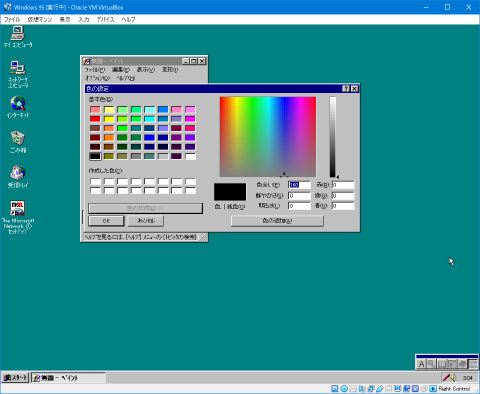 Windows 95 [実行中] - Oracle VM VirtualBox
ファイル 仮想マシン 表示 入力 デバイス ヘルプ
マイ コンピュータ
ネットワーク
コンピュータ
インターネット
ごみ箱
受信トレイ
MSN
The Microsoft
Network の
セットアップ
無題 - ペイント
ファイル(F) 編集(E) 表示(V) 変形(I)
オプション(O) ヘルプ(H)
色の設定
基本色(B):
作成した色(C):
色の作成(D) >>
OK キャンセル
色 | 純色(O)
色合い(E): 160 赤(R): 0
鮮やかさ(S): 0 緑(G): 0
明るさ(L): 0 青(U): 0
色の追加(A)
ヘルプを見るには、[ヘルプ] メニューの [トピックの検索]
スタート 無題 - ペイント
A
3:04
Right Control